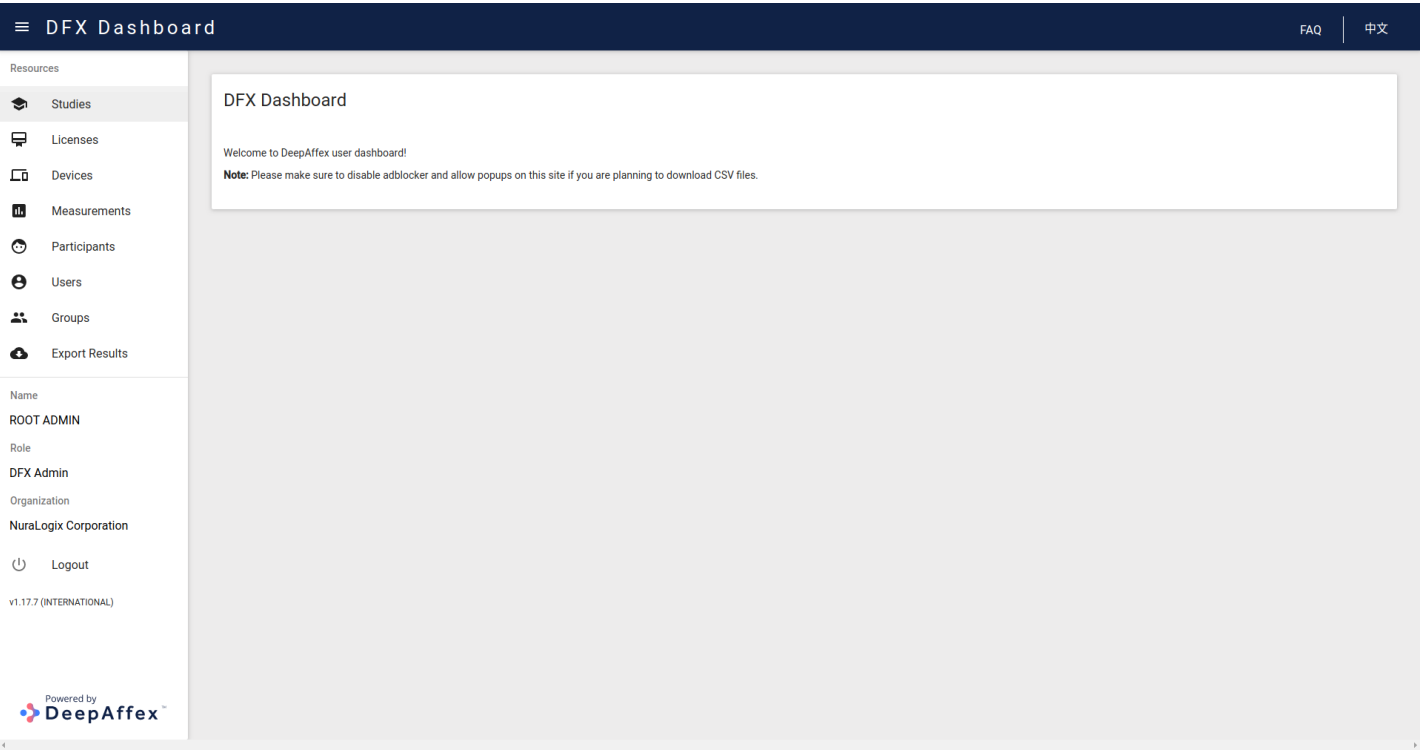 DFX Dashboard
FAQ
中文
Resources
Studies
Licenses
Devices
Measurements
Participants
Users
Groups
Export Results
Name
ROOT ADMIN
Role
DFX Admin
Organization
NuraLogix Corporation
Logout
v1.17.7 (INTERNATIONAL)
Powered by
DeepAffex™
DFX Dashboard
Welcome to DeepAffex user dashboard!
Note: Please make sure to disable adblocker and allow popups on this site if you are planning to download CSV files.